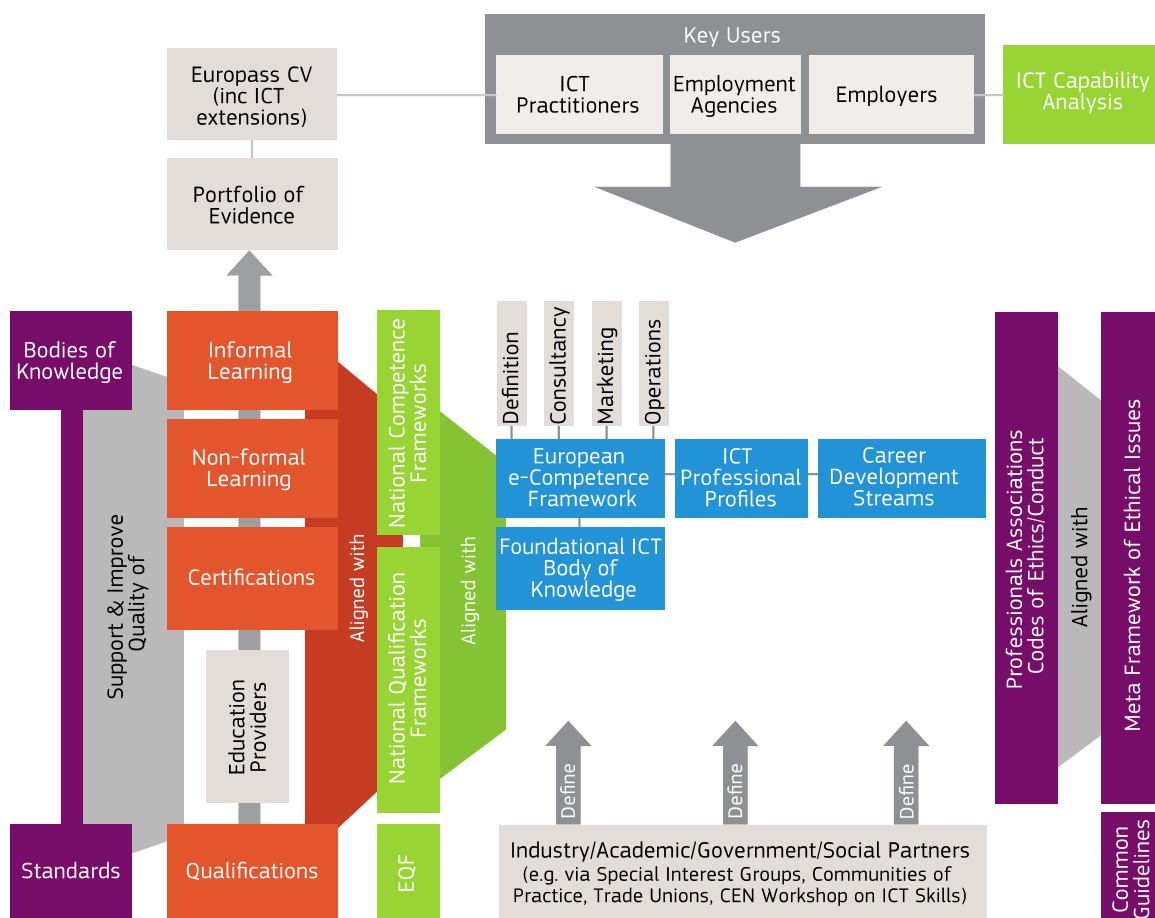 Key Users
Europass CV
(inc ICT
extensions)
ICT
Practitioners
Employment
Agencies
Employers
ICT Capability
Analysis
Portfolio of
Evidence
Bodies of
Knowledge
Informal
Learning
Non-formal
Learning
Certifications
Education
Providers
Standards
Qualifications
Support & Improve
Quality of
Aligned with
National Competence
Frameworks
National Qualification
Frameworks
EQF
Aligned with
Definition
Consultancy
Marketing
Operations
European
e-Competence
Framework
ICT
Professional
Profiles
Career
Development
Streams
Foundational ICT
Body of
Knowledge
Define
Define
Define
Industry/Academic/Government/Social Partners
(e.g. via Special Interest Groups, Communities of
Practice, Trade Unions, CEN Workshop on ICT Skills)
Professionals Associations
Codes of Ethics/Conduct
Aligned with
Meta Framework of Ethical Issues
Common
Guidelines